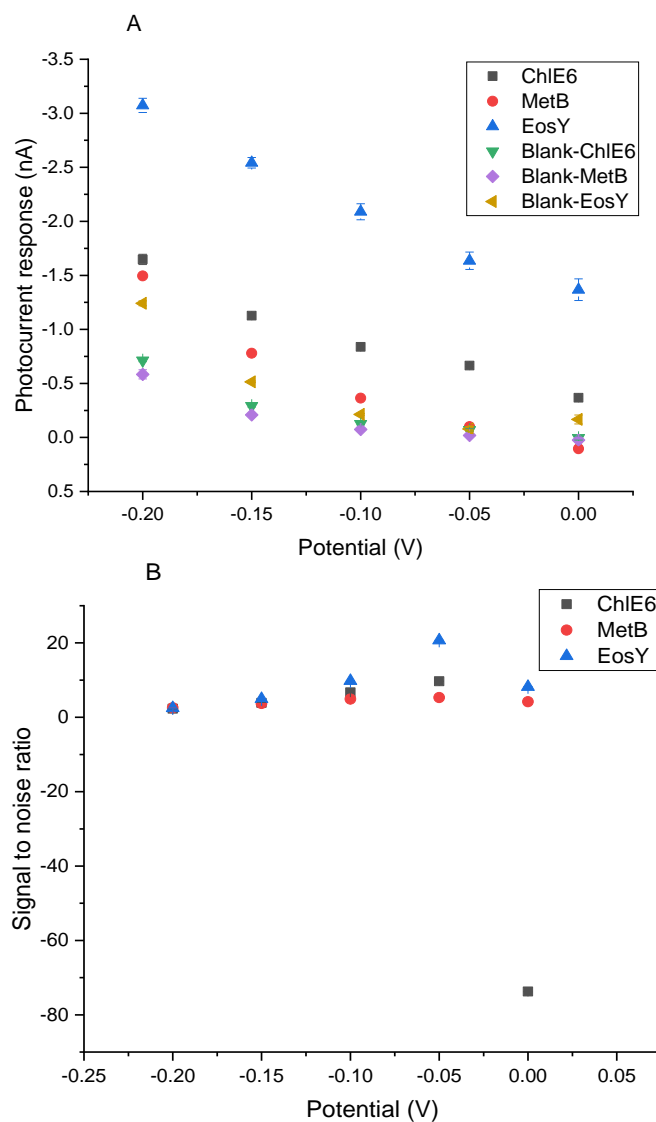 A
-3.5
-3.0
-2.5
-2.0
-1.5
-1.0
-0.5
0.0
0.5
Photocurrent response (nA)
ChlE6
MetB
EosY
Blank-ChlE6
Blank-MetB
Blank-EosY
-0.20 -0.15 -0.10 -0.05 0.00
Potential (V)
B
20
0
-20
-40
-60
-80
Signal to noise ratio
ChlE6
MetB
EosY
-0.25 -0.20 -0.15 -0.10 -0.05 0.00 0.05
Potential (V)